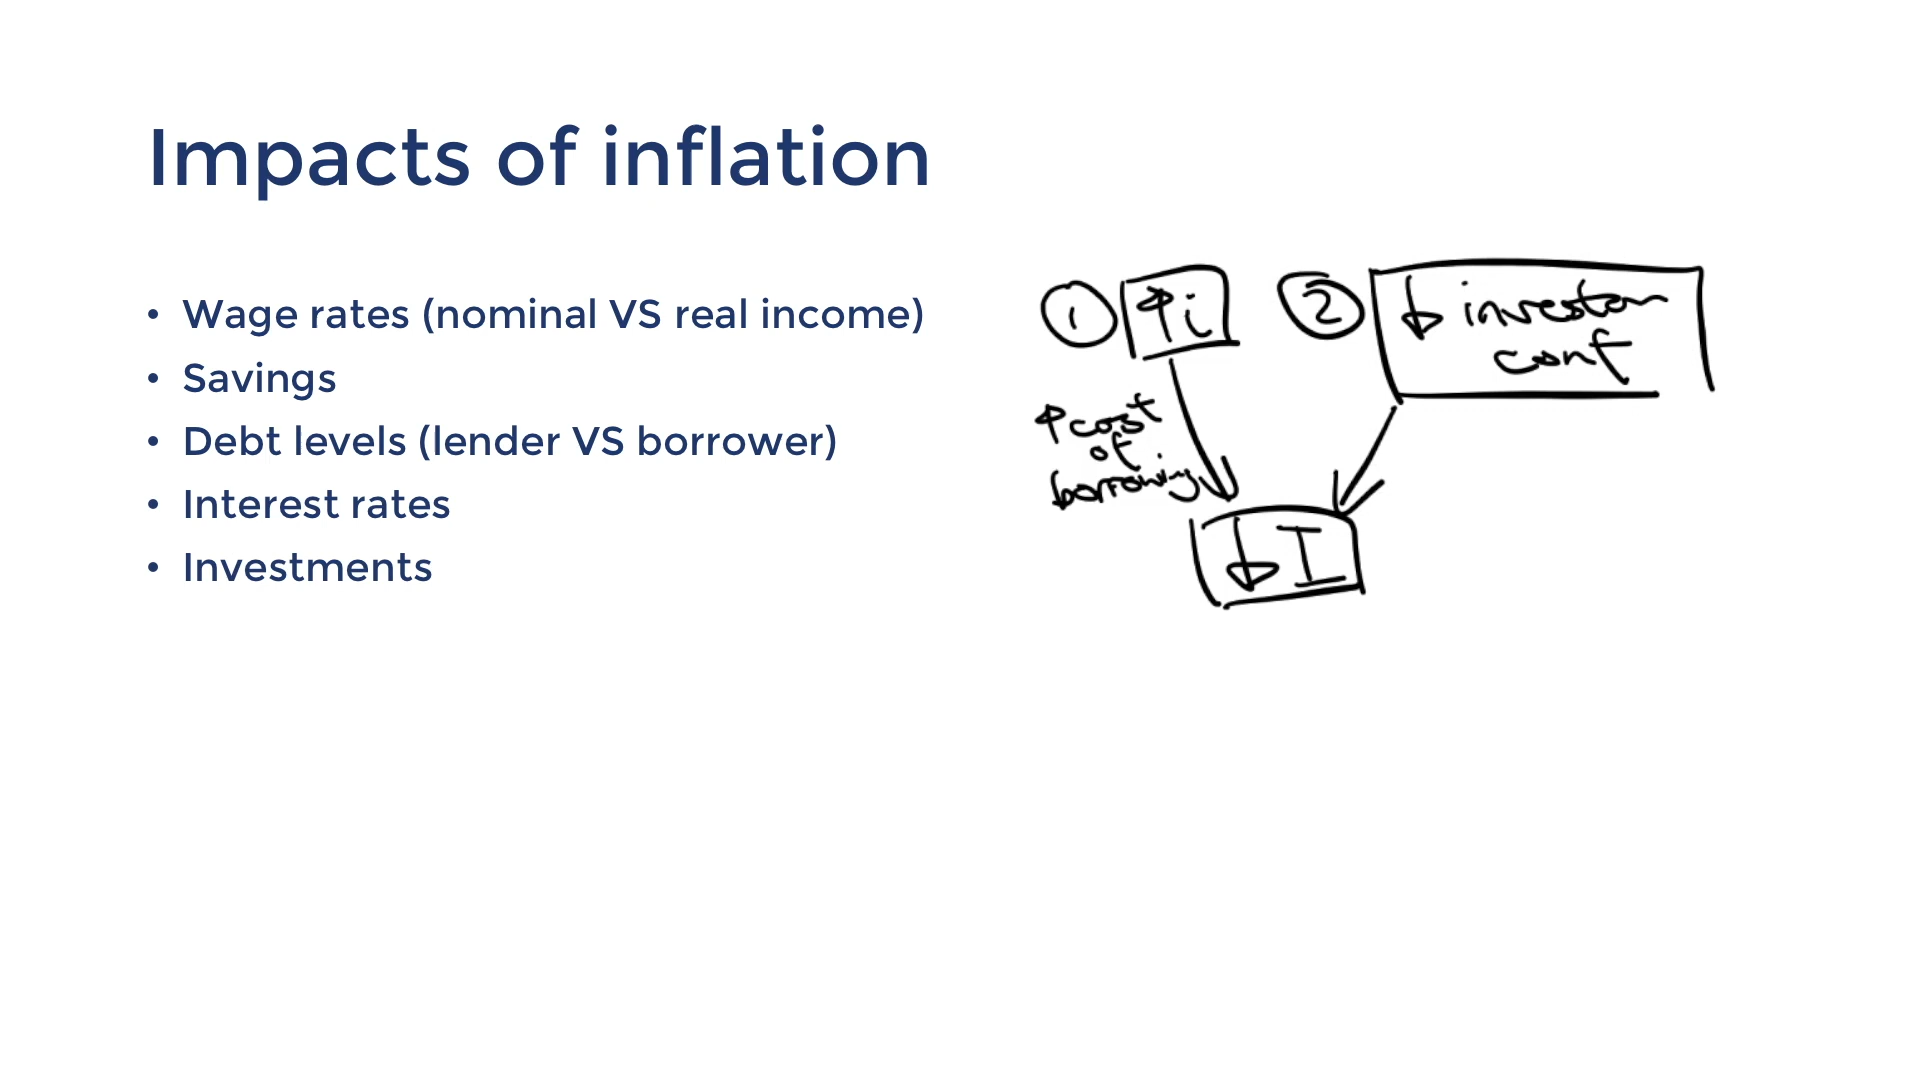 Impacts of inflation
• Wage rates (nominal VS real income)
• Savings
• Debt levels (lender VS borrower)
• Interest rates
• Investments
① ↑i
② ↓ investor
conf
↑ cost
of
borrowing
↓ I